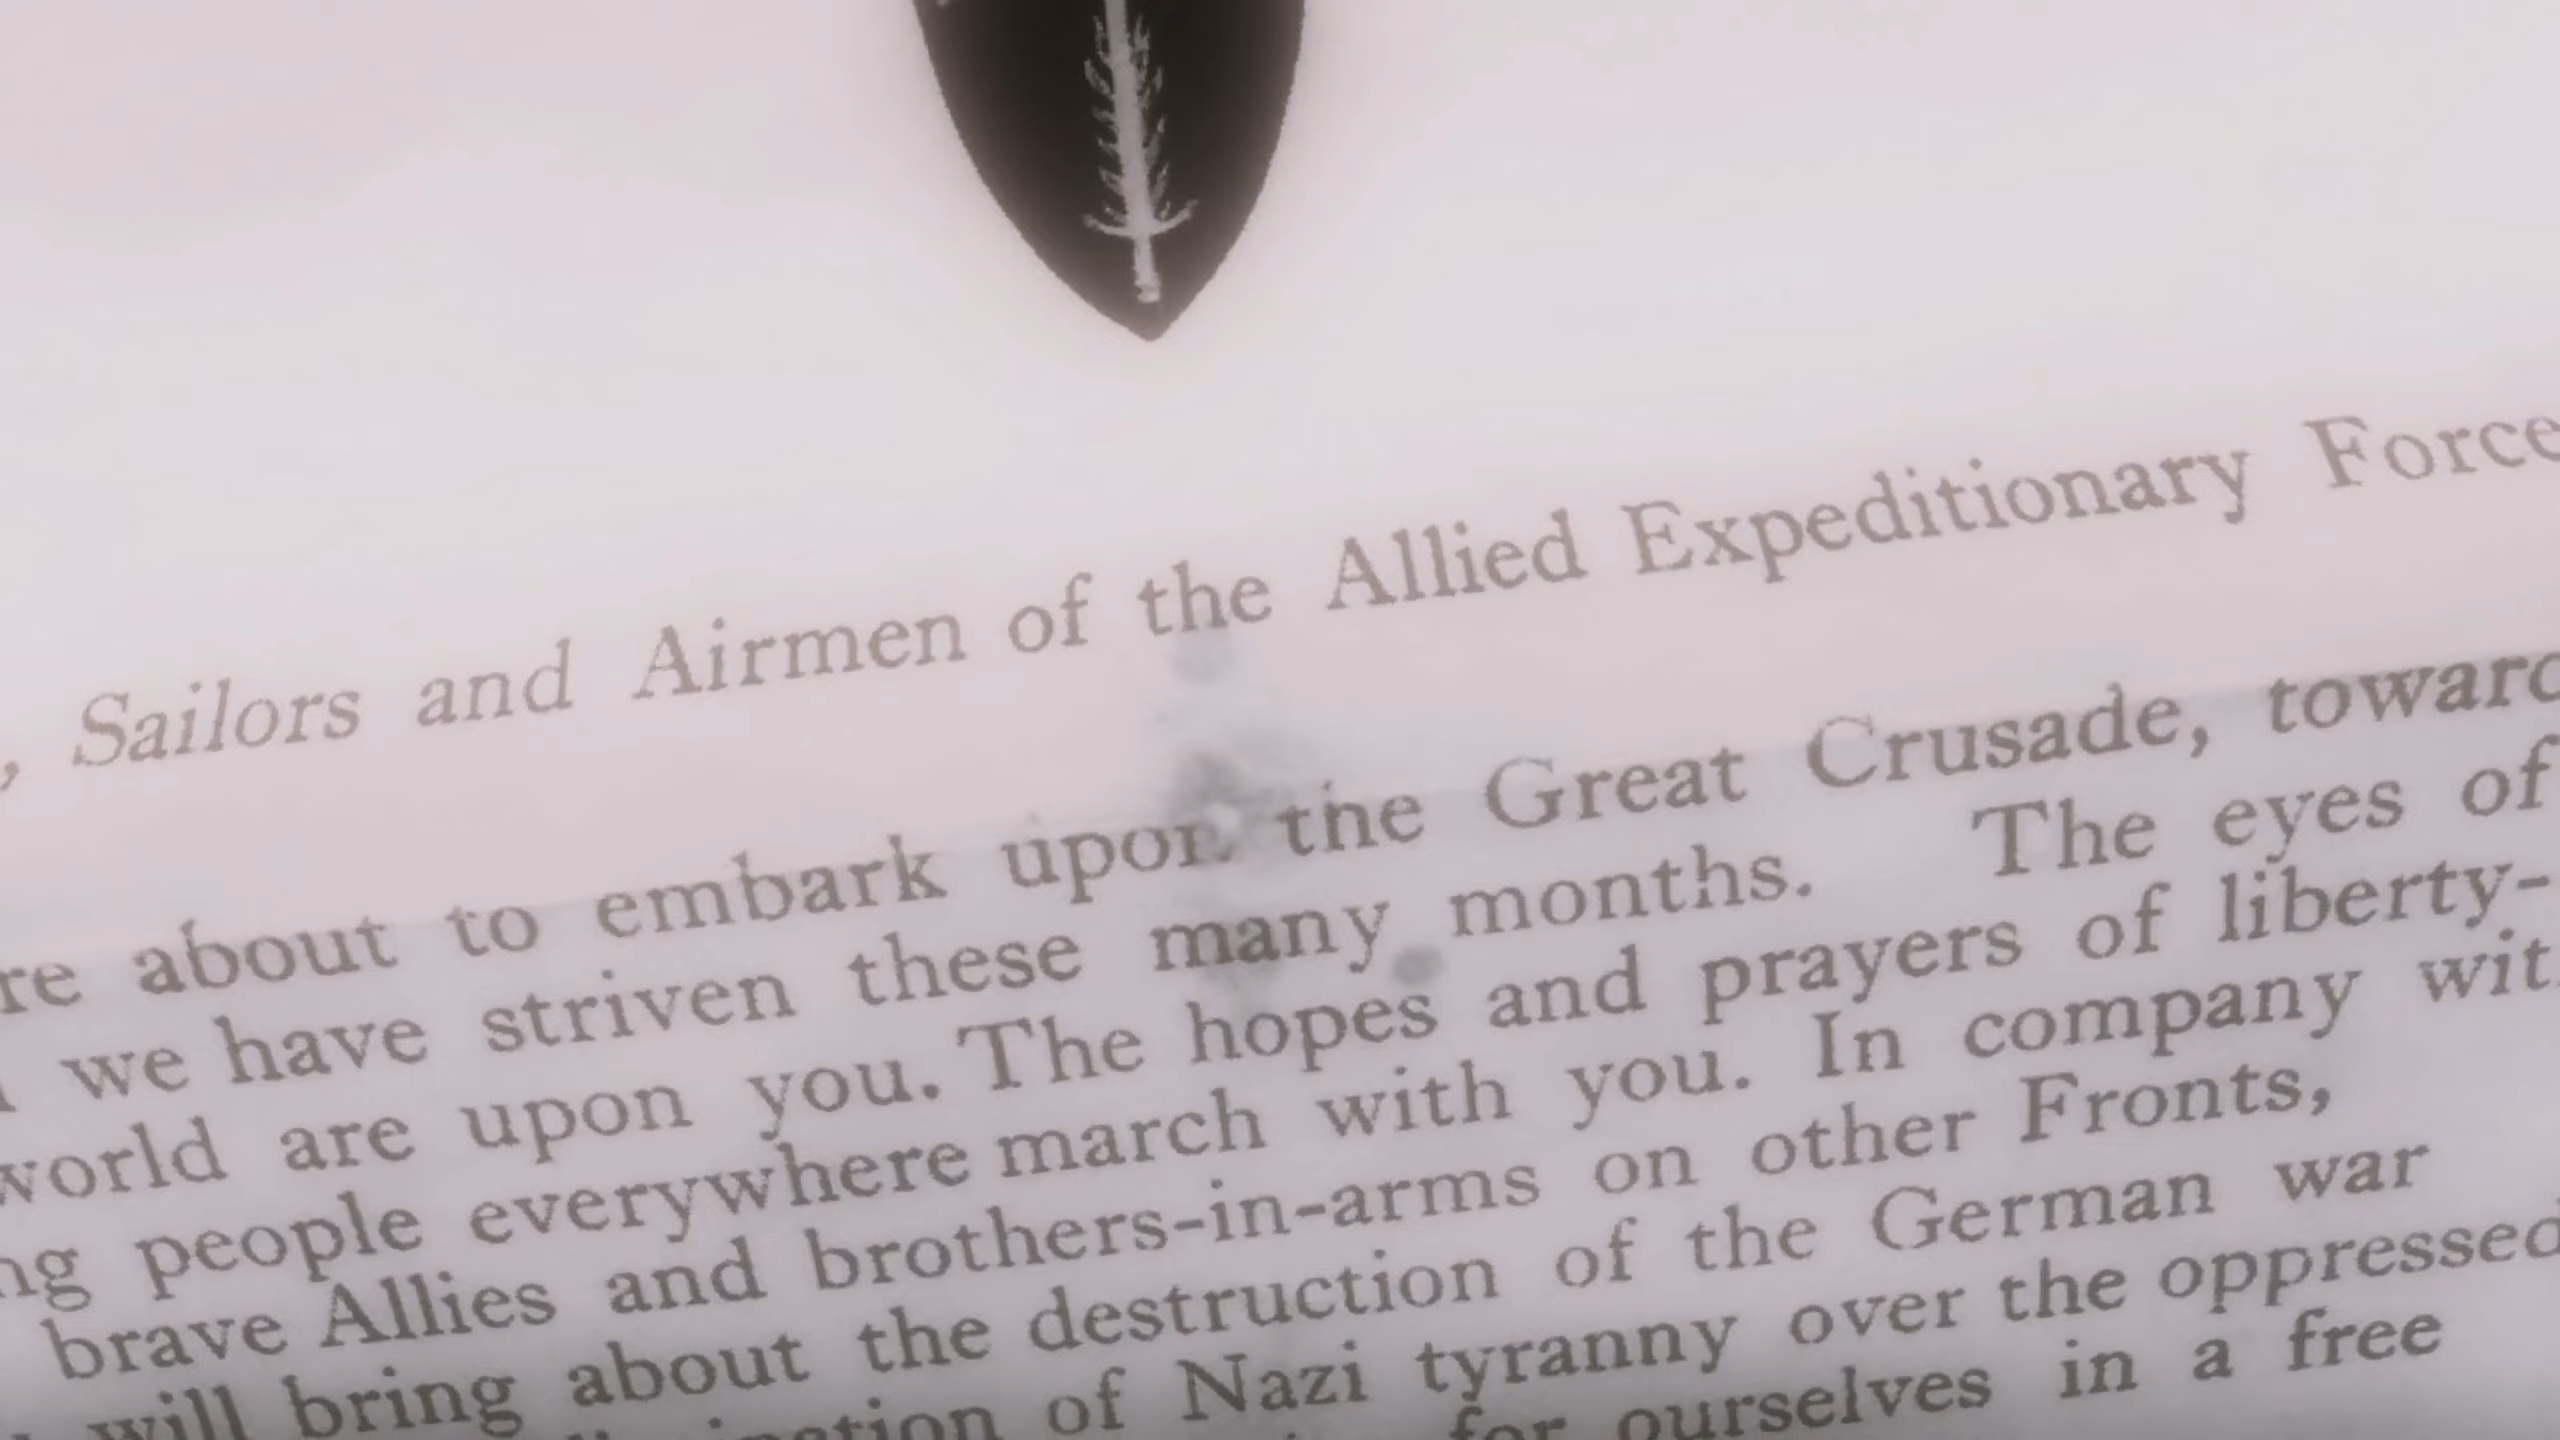 , Sailors and Airmen of the Allied Expeditionary Force
about to embark upon the Great Crusade, toward
we have striven these many months. The eyes of
world are upon you. The hopes and prayers of liberty-
people everywhere march with you. In company
brave Allies and brothers-in-arms on other Fronts,
will bring about the destruction of the German war
of Nazi tyranny over the oppressed
for ourselves in a free